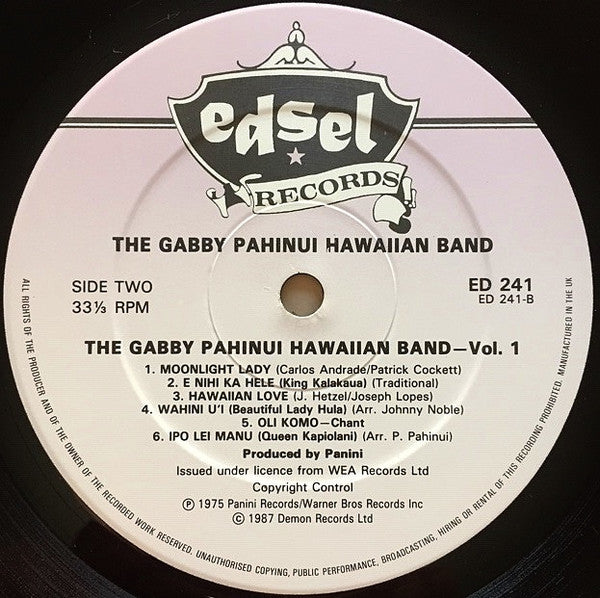 edsel
RECORDS
THE GABBY PAHINUI HAWAIIAN BAND
SIDE TWO
33⅓ RPM
ED 241
ED 241-B
THE GABBY PAHINUI HAWAIIAN BAND—Vol. 1
1. MOONLIGHT LADY (Carlos Andrade/Patrick Cockett)
2. E NIHI KA HELE (King Kalakaua) (Traditional)
3. HAWAIIAN LOVE (J. Hetzel/Joseph Lopes)
4. WAHINI U'I (Beautiful Lady Hula) (Arr. Johnny Noble)
5. OLI KOMO—Chant
6. IPO LEI MANU (Queen Kapiolani) (Arr. P. Pahinui)
Produced by Panini
Issued under licence from WEA Records Ltd
Copyright Control
Ⓟ 1975 Panini Records/Warner Bros Records Inc
© 1987 Demon Records Ltd
ALL RIGHTS OF THE PRODUCER AND OF THE OWNER OF THE RECORDED WORK RESERVED. UNAUTHORISED COPYING, PUBLIC PERFORMANCE, BROADCASTING, HIRING OR RENTAL OF THIS RECORDING PROHIBITED. MANUFACTURED IN THE UK